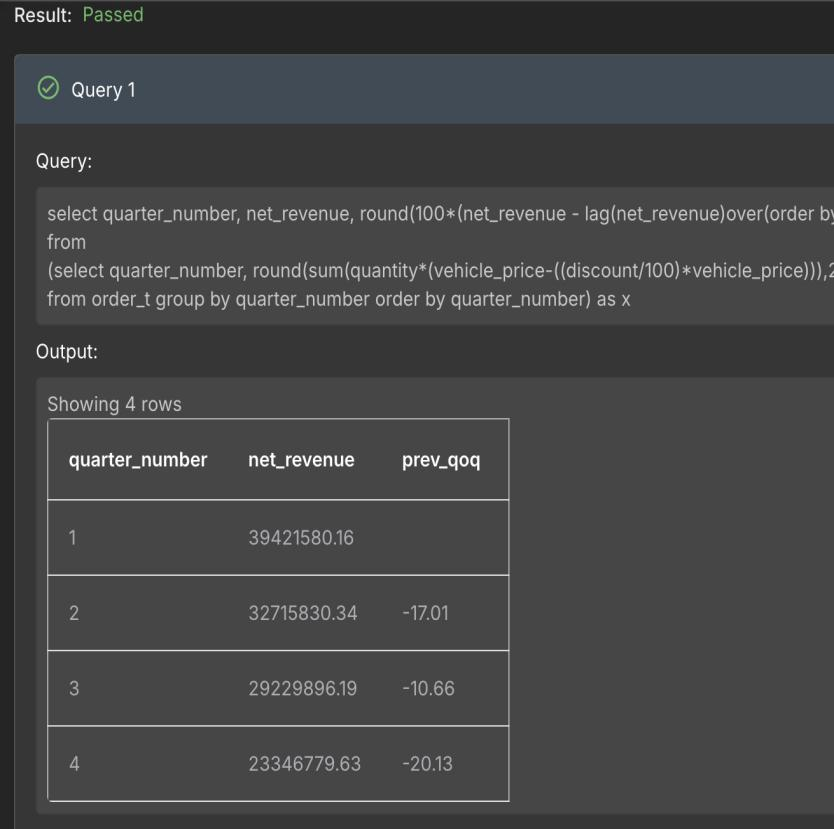 Result: Passed
Query 1
Query:
select quarter_number, net_revenue, round(100*(net_revenue - lag(net_revenue)over(order by
from
(select quarter_number, round(sum(quantity*(vehicle_price-((discount/100)*vehicle_price))),2
from order_t group by quarter_number order by quarter_number) as x
Output:
Showing 4 rows
quarter_number net_revenue prev_qoq
1 39421580.16
2 32715830.34 -17.01
3 29229896.19 -10.66
4 23346779.63 -20.13